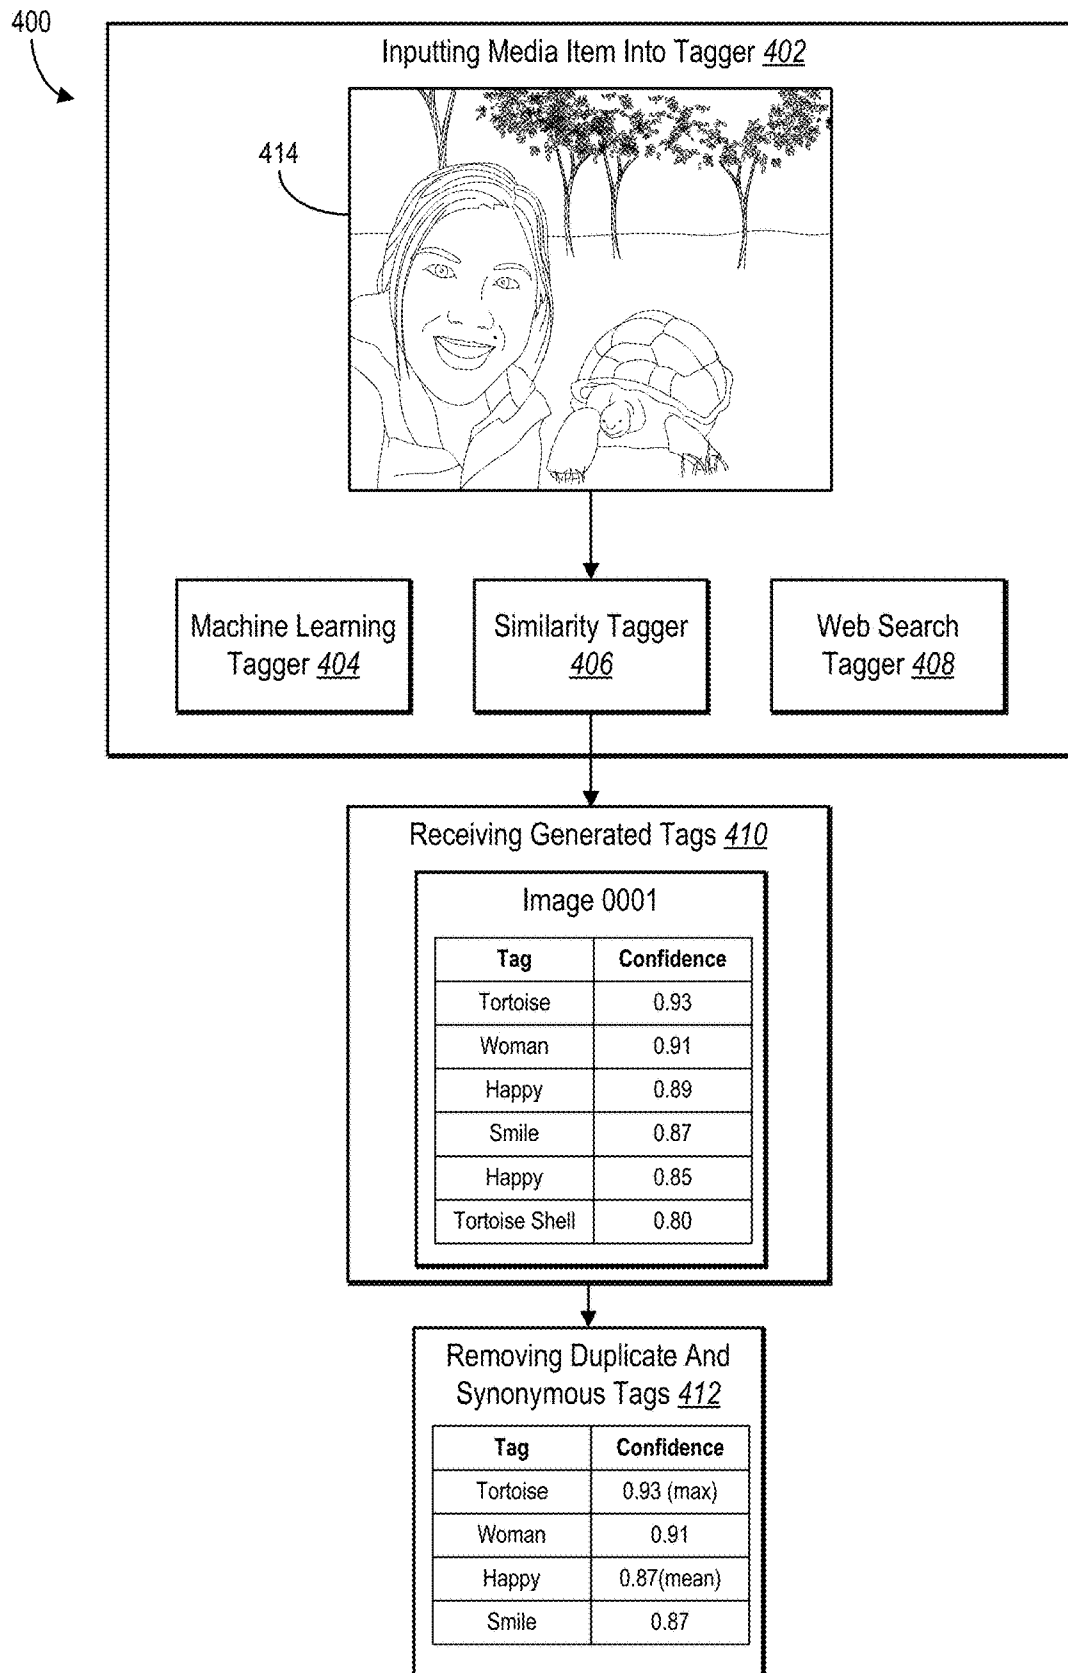 400
Inputting Media Item Into Tagger 402
414
Machine Learning
Tagger 404
Similarity Tagger
406
Web Search
Tagger 408
Receiving Generated Tags 410
Image 0001
Tag Confidence
Tortoise 0.93
Woman 0.91
Happy 0.89
Smile 0.87
Happy 0.85
Tortoise Shell 0.80
Removing Duplicate And
Synonymous Tags 412
Tag Confidence
Tortoise 0.93 (max)
Woman 0.91
Happy 0.87(mean)
Smile 0.87